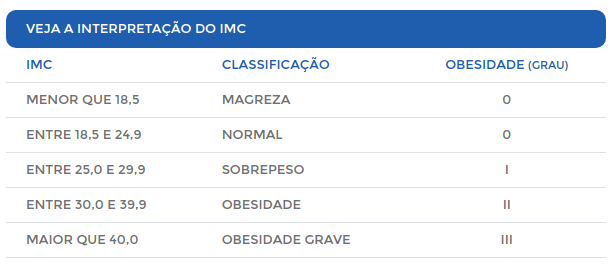 VEJA A INTERPRETAÇÃO DO IMC
IMC CLASSIFICAÇÃO OBESIDADE (GRAU)
MENOR QUE 18,5 MAGREZA 0
ENTRE 18,5 E 24,9 NORMAL 0
ENTRE 25,0 E 29,9 SOBREPESO I
ENTRE 30,0 E 39,9 OBESIDADE II
MAIOR QUE 40,0 OBESIDADE GRAVE III